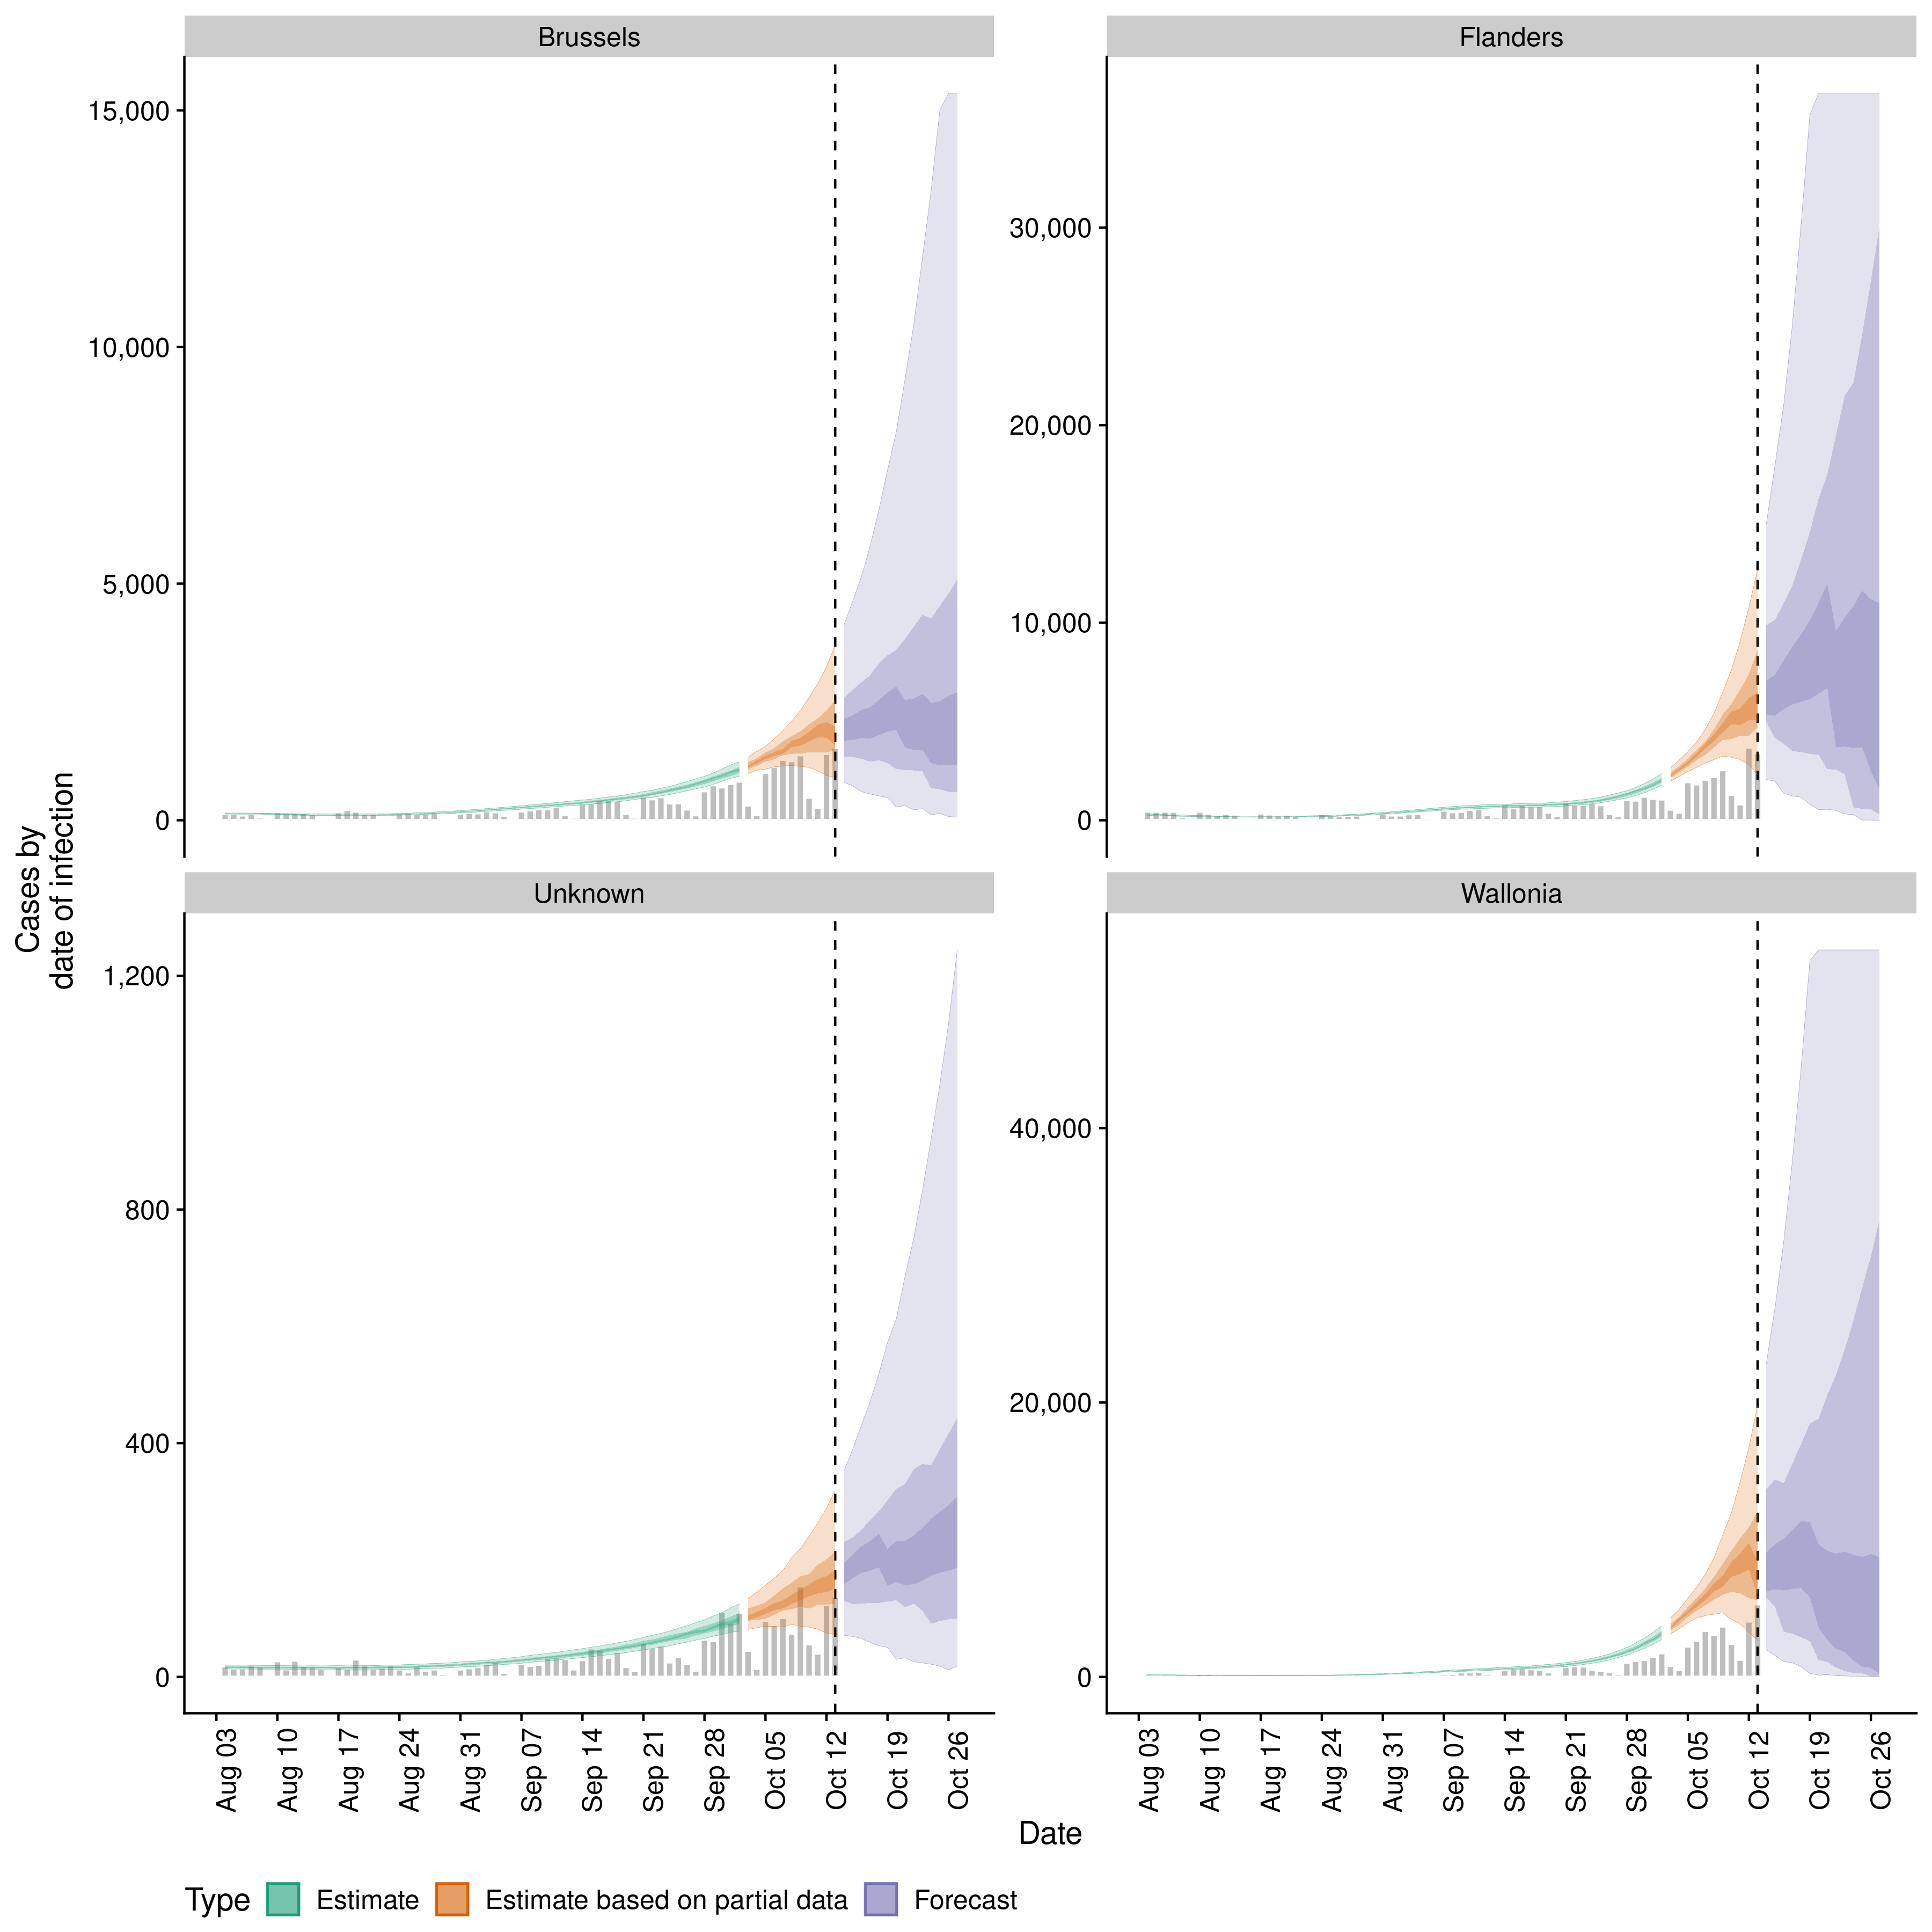 Brussels
Flanders
15,000
10,000
5,000
0
30,000
20,000
10,000
0
Cases by
date of infection
Unknown
Wallonia
1,200
800
400
0
40,000
20,000
0
Aug 03
Aug 10
Aug 17
Aug 24
Aug 31
Sep 07
Sep 14
Sep 21
Sep 28
Oct 05
Oct 12
Oct 19
Oct 26
Aug 03
Aug 10
Aug 17
Aug 24
Aug 31
Sep 07
Sep 14
Sep 21
Sep 28
Oct 05
Oct 12
Oct 19
Oct 26
Date
Type Estimate Estimate based on partial data Forecast